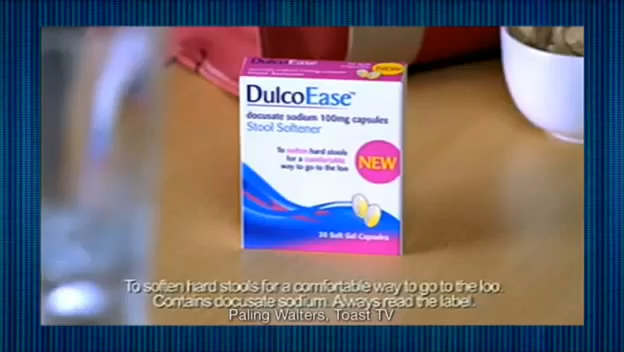 DulcoEase™
docusate sodium 100mg capsules
Stool Softener
NEW
To soften hard stools
for a comfortable
way to go to the loo
NEW
Soft Gel Capsules
To soften hard stools for a comfortable way to go to the loo.
Contains docusate sodium. Always read the label.
Paling Walters, Toast TV